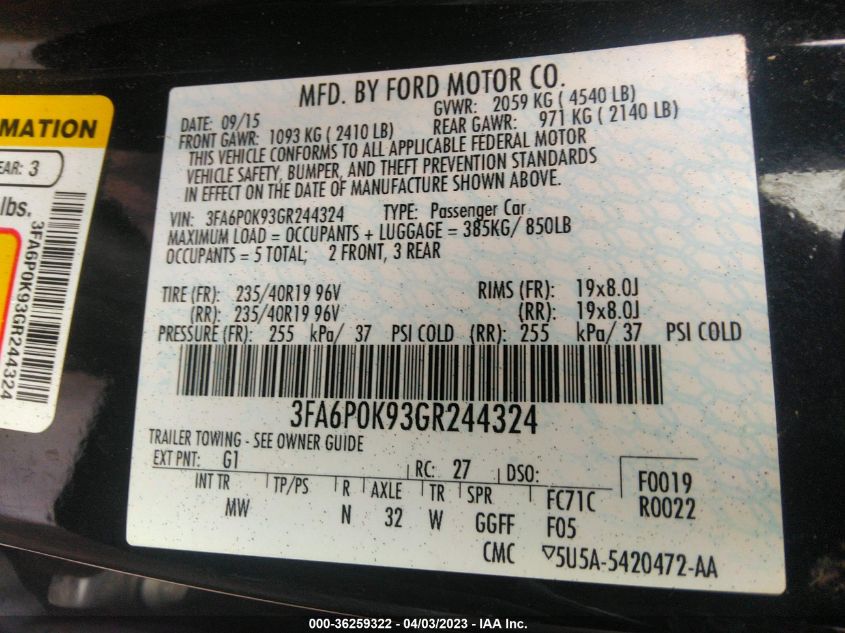 MATION
EAR: 3
lbs.
3FA6P0K93GR244324
MFD. BY FORD MOTOR CO.
DATE: 09/15 GVWR: 2059 KG ( 4540 LB)
FRONT GAWR: 1093 KG ( 2410 LB) REAR GAWR: 971 KG ( 2140 LB)
THIS VEHICLE CONFORMS TO ALL APPLICABLE FEDERAL MOTOR
VEHICLE SAFETY, BUMPER, AND THEFT PREVENTION STANDARDS
IN EFFECT ON THE DATE OF MANUFACTURE SHOWN ABOVE.
VIN: 3FA6P0K93GR244324 TYPE: Passenger Car
MAXIMUM LOAD = OCCUPANTS + LUGGAGE = 385KG/ 850LB
OCCUPANTS = 5 TOTAL; 2 FRONT, 3 REAR
TIRE (FR): 235/40R19 96V RIMS (FR): 19x8.0J
(RR): 235/40R19 96V (RR): 19x8.0J
PRESSURE (FR): 255 kPa/ 37 PSI COLD (RR): 255 kPa/ 37 PSI COLD
3FA6P0K93GR244324
TRAILER TOWING - SEE OWNER GUIDE
EXT PNT: G1 RC: 27 DSO: F0019
INT TR TP/PS R AXLE TR SPR FC71C R0022
MW N 32 W GGFF F05
CMC ▽5U5A-5420472-AA
000-36259322 - 04/03/2023 - IAA Inc.